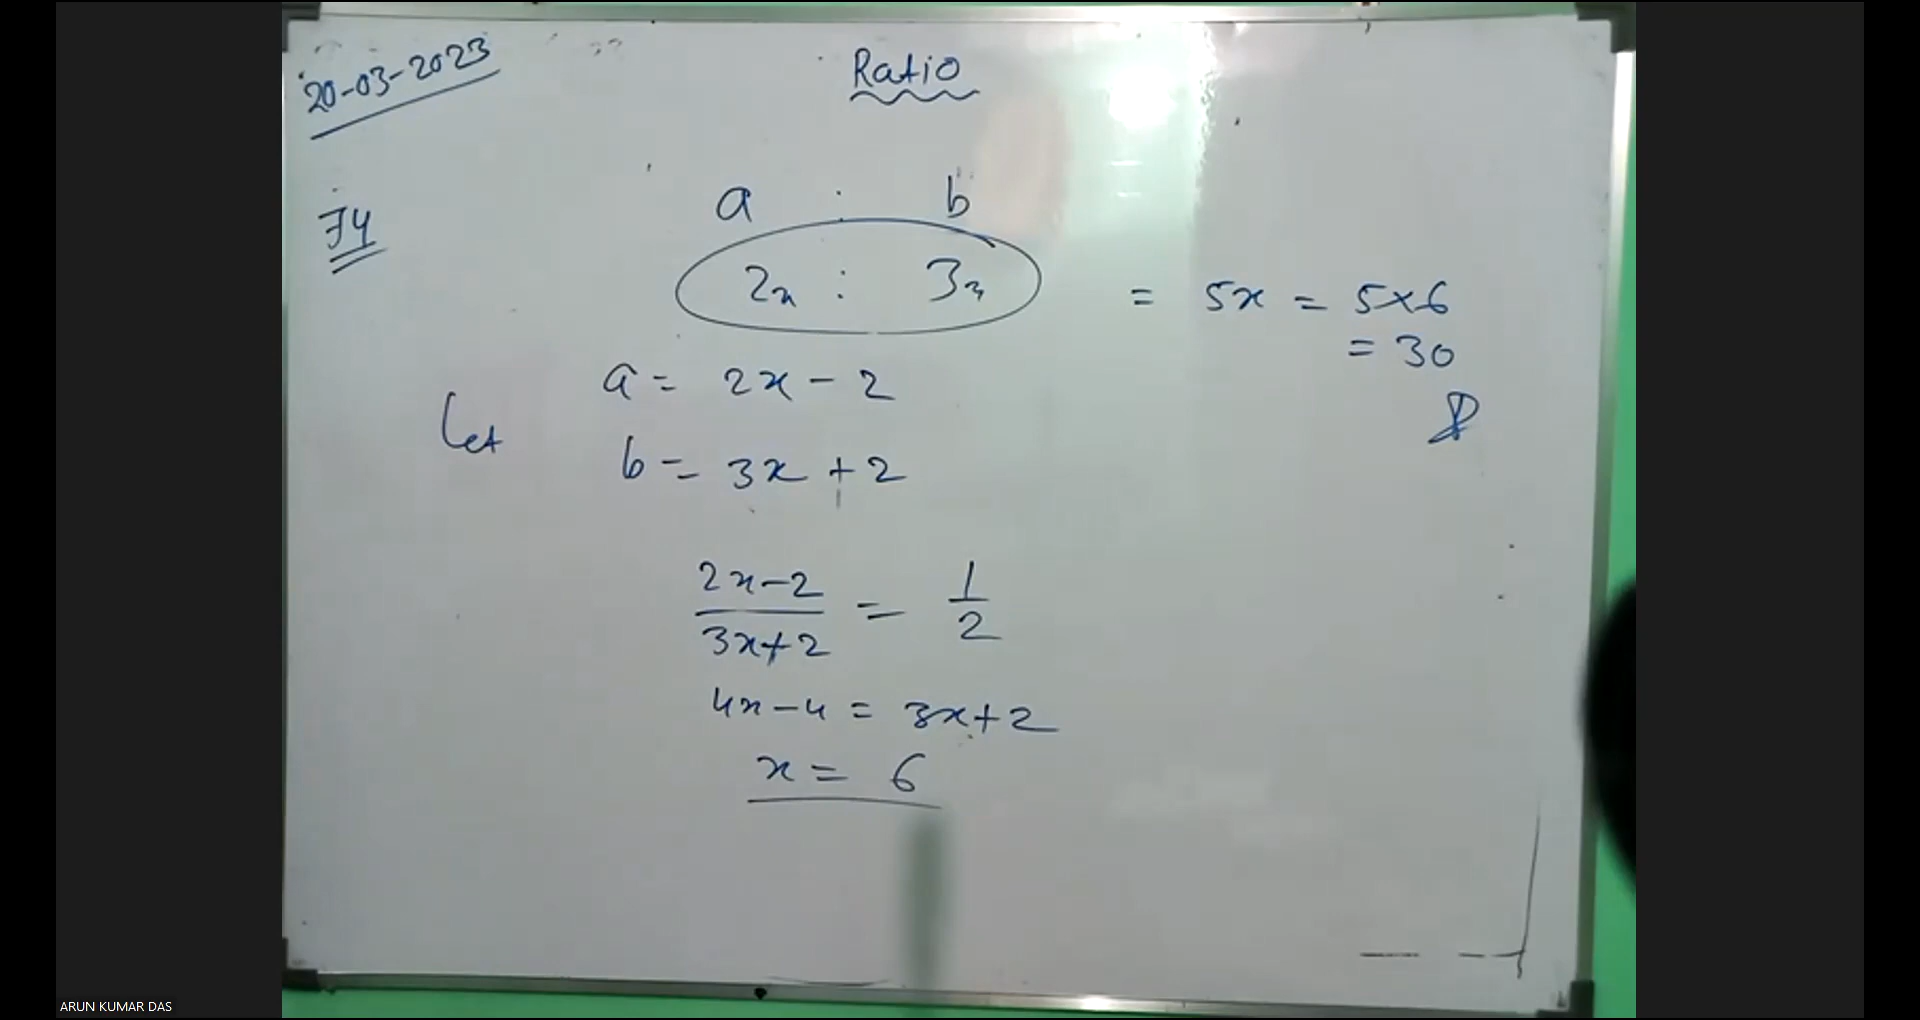 20-03-2023
Ratio
74
a : b
2x : 3x = 5x = 5×6
= 30
Let a = 2x - 2
b = 3x + 2
2x-2
3x+2
= 1
2
4x-4 = 3x+2
x = 6
ARUN KUMAR DAS